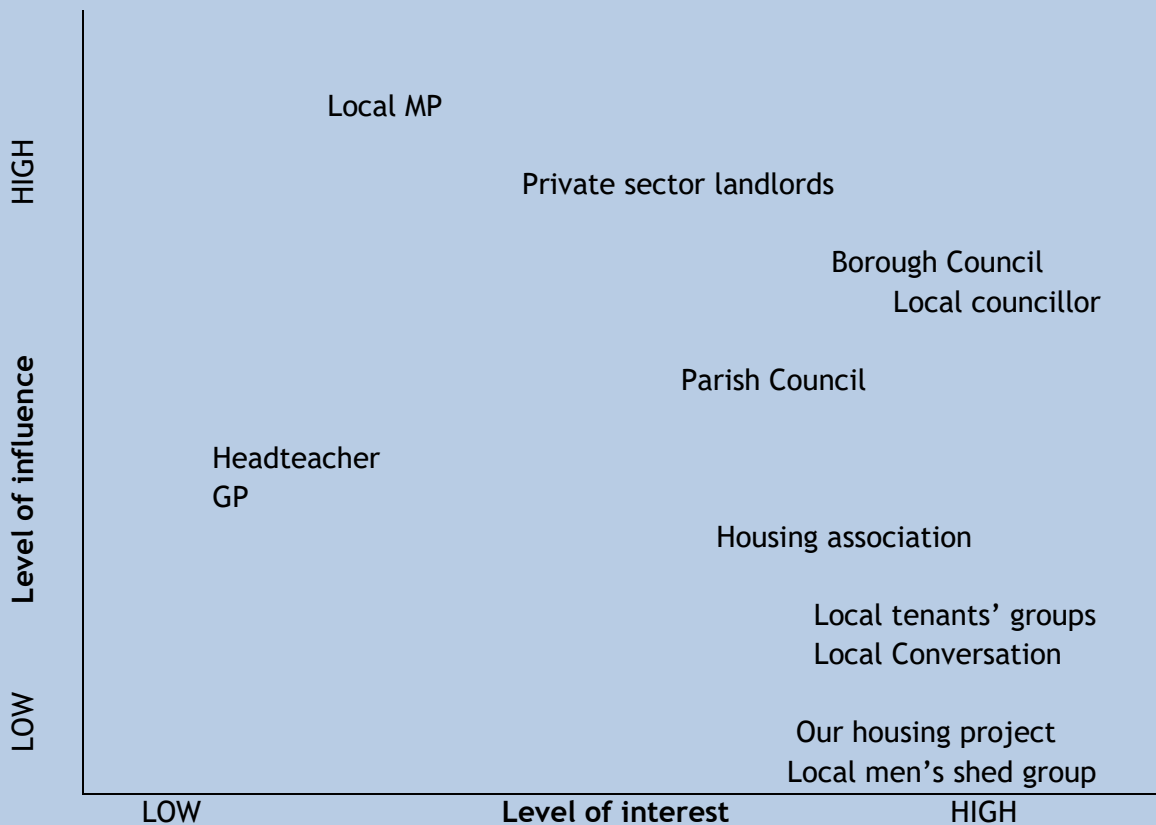 Local MP
HIGH
Private sector landlords
Borough Council
Local councillor
Level of influence
Parish Council
Headteacher
GP
Housing association
Local tenants’ groups
Local Conversation
LOW
Our housing project
Local men’s shed group
LOW Level of interest HIGH